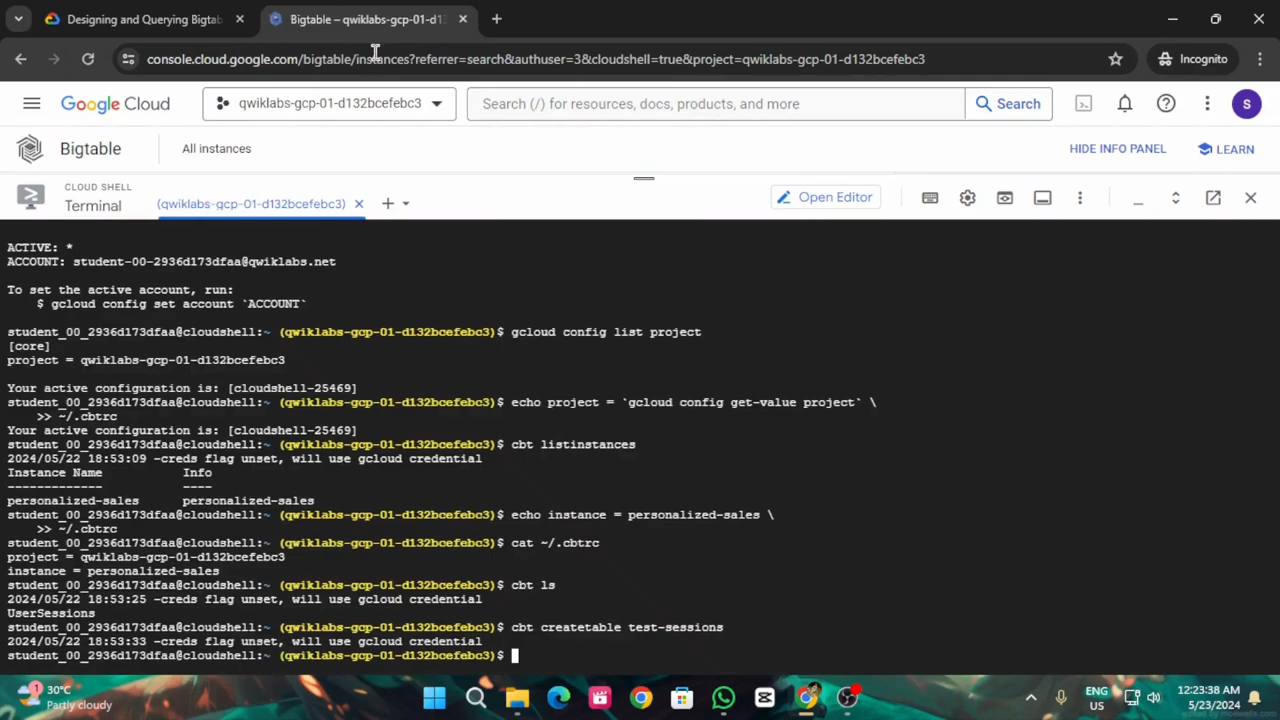 Designing and Querying Bigtab
Bigtable – qwiklabs-gcp-01-d13
console.cloud.google.com/bigtable/instances?referrer=search&authuser=3&cloudshell=true&project=qwiklabs-gcp-01-d132bcefebc3
Incognito
Google Cloud
qwiklabs-gcp-01-d132bcefebc3
Search (/) for resources, docs, products, and more
Search
S
Bigtable
All instances
HIDE INFO PANEL
LEARN
CLOUD SHELL
Terminal
(qwiklabs-gcp-01-d132bcefebc3)
Open Editor
ACTIVE: *
ACCOUNT: student-00-2936d173dfaa@qwiklabs.net
To set the active account, run:
$ gcloud config set account `ACCOUNT`
student_00_2936d173dfaa@cloudshell:~ (qwiklabs-gcp-01-d132bcefebc3)$ gcloud config list project
[core]
project = qwiklabs-gcp-01-d132bcefebc3
Your active configuration is: [cloudshell-25469]
student_00_2936d173dfaa@cloudshell:~ (qwiklabs-gcp-01-d132bcefebc3)$ echo project = `gcloud config get-value project` \
>> ~/.cbtrc
Your active configuration is: [cloudshell-25469]
student_00_2936d173dfaa@cloudshell:~ (qwiklabs-gcp-01-d132bcefebc3)$ cbt listinstances
2024/05/22 18:53:09 -creds flag unset, will use gcloud credential
Instance Name Info
------------- ----
personalized-sales personalized-sales
student_00_2936d173dfaa@cloudshell:~ (qwiklabs-gcp-01-d132bcefebc3)$ echo instance = personalized-sales \
>> ~/.cbtrc
student_00_2936d173dfaa@cloudshell:~ (qwiklabs-gcp-01-d132bcefebc3)$ cat ~/.cbtrc
project = qwiklabs-gcp-01-d132bcefebc3
instance = personalized-sales
student_00_2936d173dfaa@cloudshell:~ (qwiklabs-gcp-01-d132bcefebc3)$ cbt ls
2024/05/22 18:53:25 -creds flag unset, will use gcloud credential
UserSessions
student_00_2936d173dfaa@cloudshell:~ (qwiklabs-gcp-01-d132bcefebc3)$ cbt createtable test-sessions
2024/05/22 18:53:33 -creds flag unset, will use gcloud credential
student_00_2936d173dfaa@cloudshell:~ (qwiklabs-gcp-01-d132bcefebc3)$
1
30°C
Partly cloudy
ENG
US
12:23:38 AM
5/23/2024